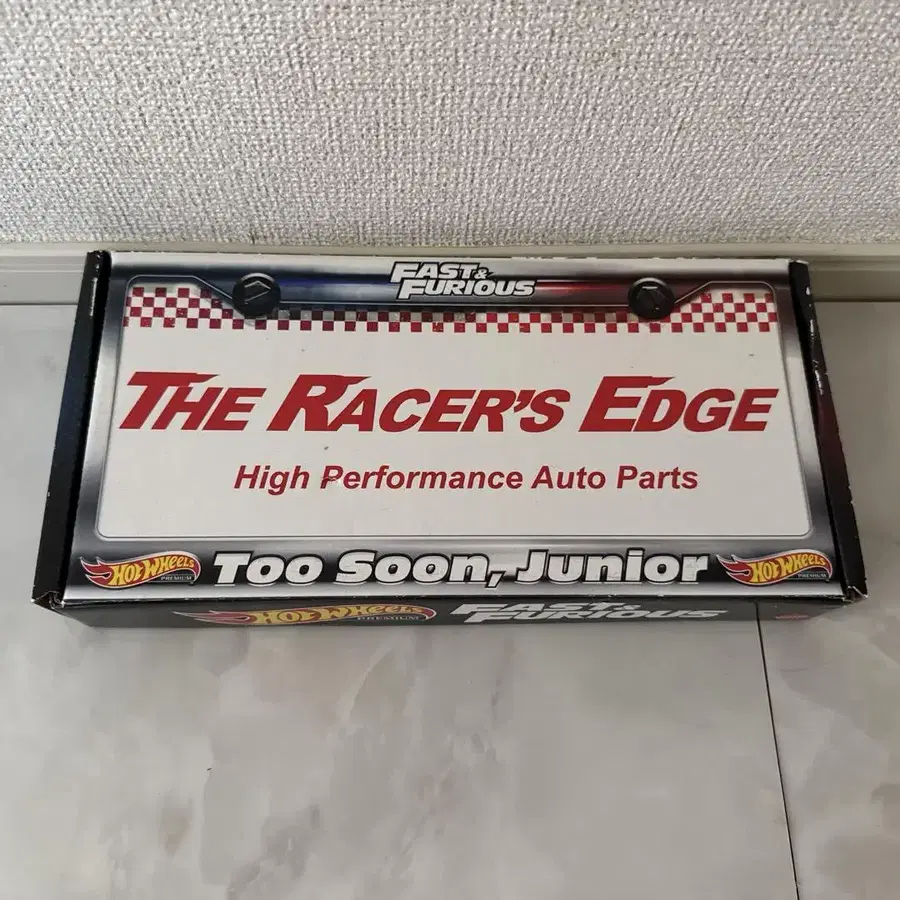 FAST & FURIOUS
THE RACER'S EDGE
High Performance Auto Parts
HOT WHEELS PREMIUM
Too Soon, Junior
HOT WHEELS PREMIUM
HOT WHEELS PREMIUM
FAST & FURIOUS